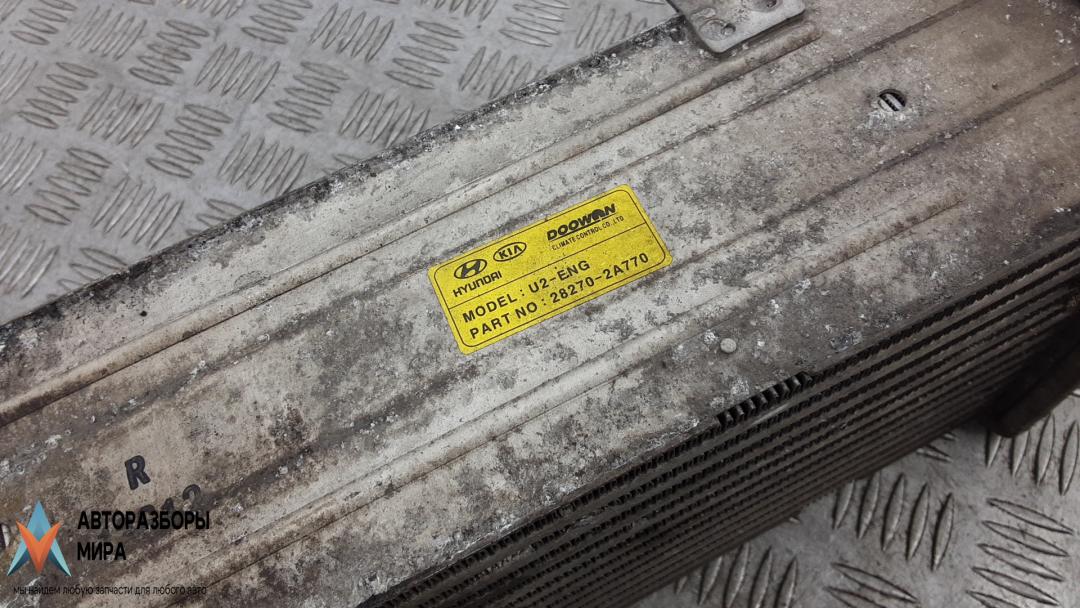 HYUNDAI
KIA
DOOWON
CLIMATE CONTROL CO., LTD
MODEL : U2-ENG
PART NO : 28270-2A770
R
АВТОРАЗБОРЫ
МИРА
мы найдем любую запчасти для любого авто